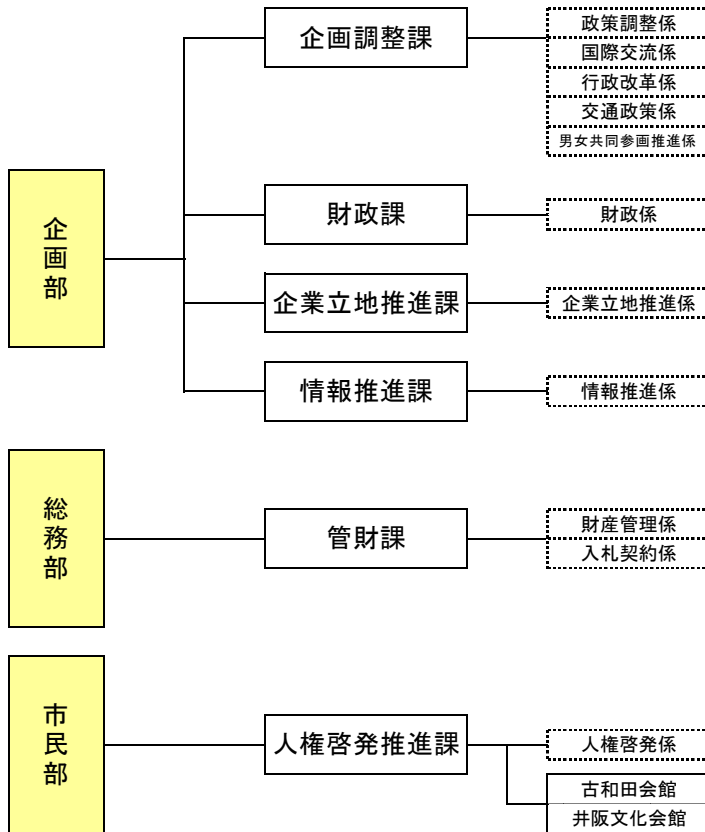 企画部
企画調整課
政策調整係
国際交流係
行政改革係
交通政策係
男女共同参画推進係
財政課
財政係
企業立地推進課
企業立地推進係
情報推進課
情報推進係
総務部
管財課
財産管理係
入札契約係
市民部
人権啓発推進課
人権啓発係
古和田会館
井阪文化会館